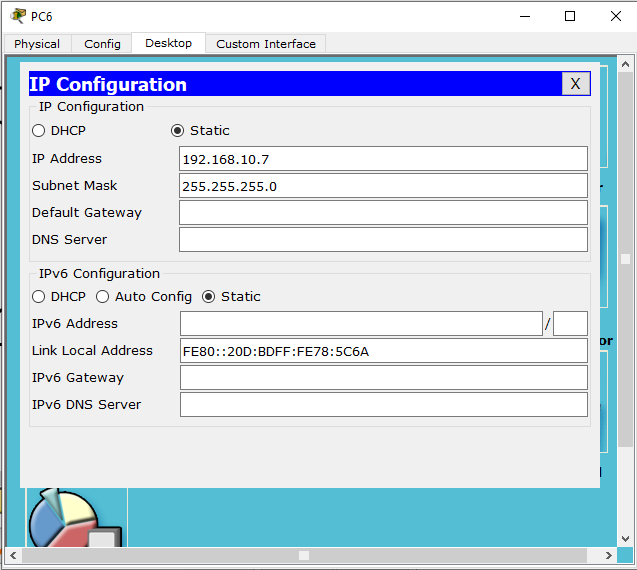 PC6
Physical Config Desktop Custom Interface
IP Configuration X
IP Configuration
DHCP Static
IP Address 192.168.10.7
Subnet Mask 255.255.255.0
Default Gateway
DNS Server
IPv6 Configuration
DHCP Auto Config Static
IPv6 Address /
Link Local Address FE80::20D:BDFF:FE78:5C6A
IPv6 Gateway
IPv6 DNS Server